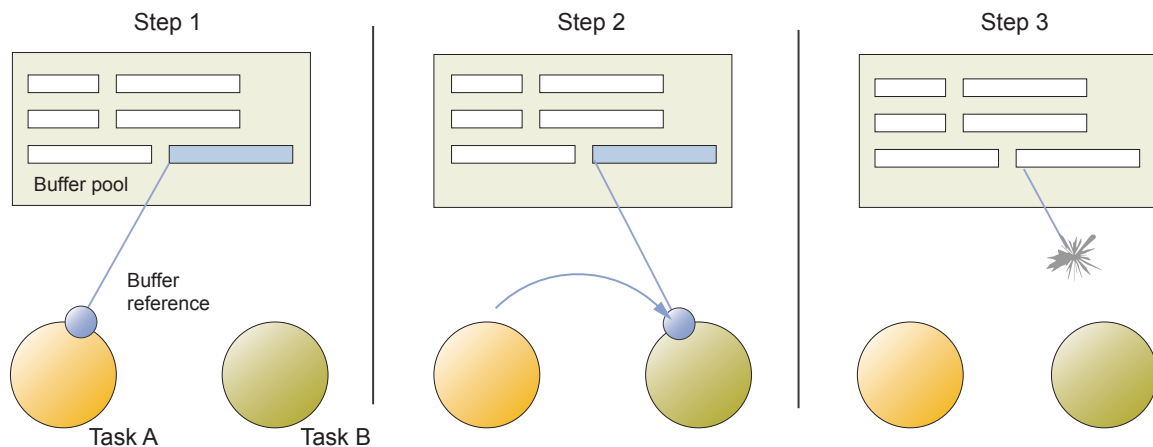 Step 1
Step 2
Step 3
Buffer pool
Buffer
reference
Task A
Task B